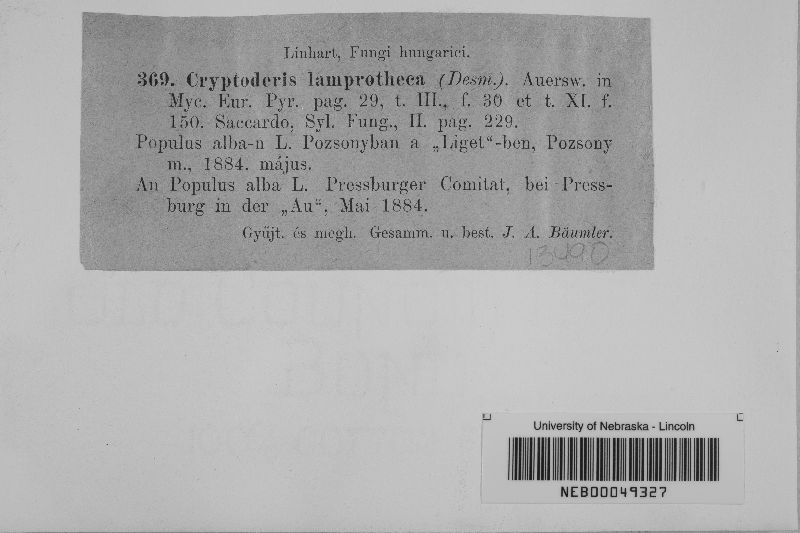 Linhart, Fungi hungarici.
369. Cryptoderis lamprotheca (Desm.). Auersw. in
Myc. Eur. Pyr. pag. 29, t. III., f. 30 et t. XI. f.
150. Saccardo, Syl. Fung., II. pag. 229.
Populus alba-n L. Pozsonyban a „Liget“-ben, Pozsony
m., 1884. május.
An Populus alba L. Pressburger Comitat, bei Press-
burg in der „Au“, Mai 1884.
Gyüjt. és megh. Gesamm. u. best. J. A. Bäumler.
13490
University of Nebraska - Lincoln
NEB00049327